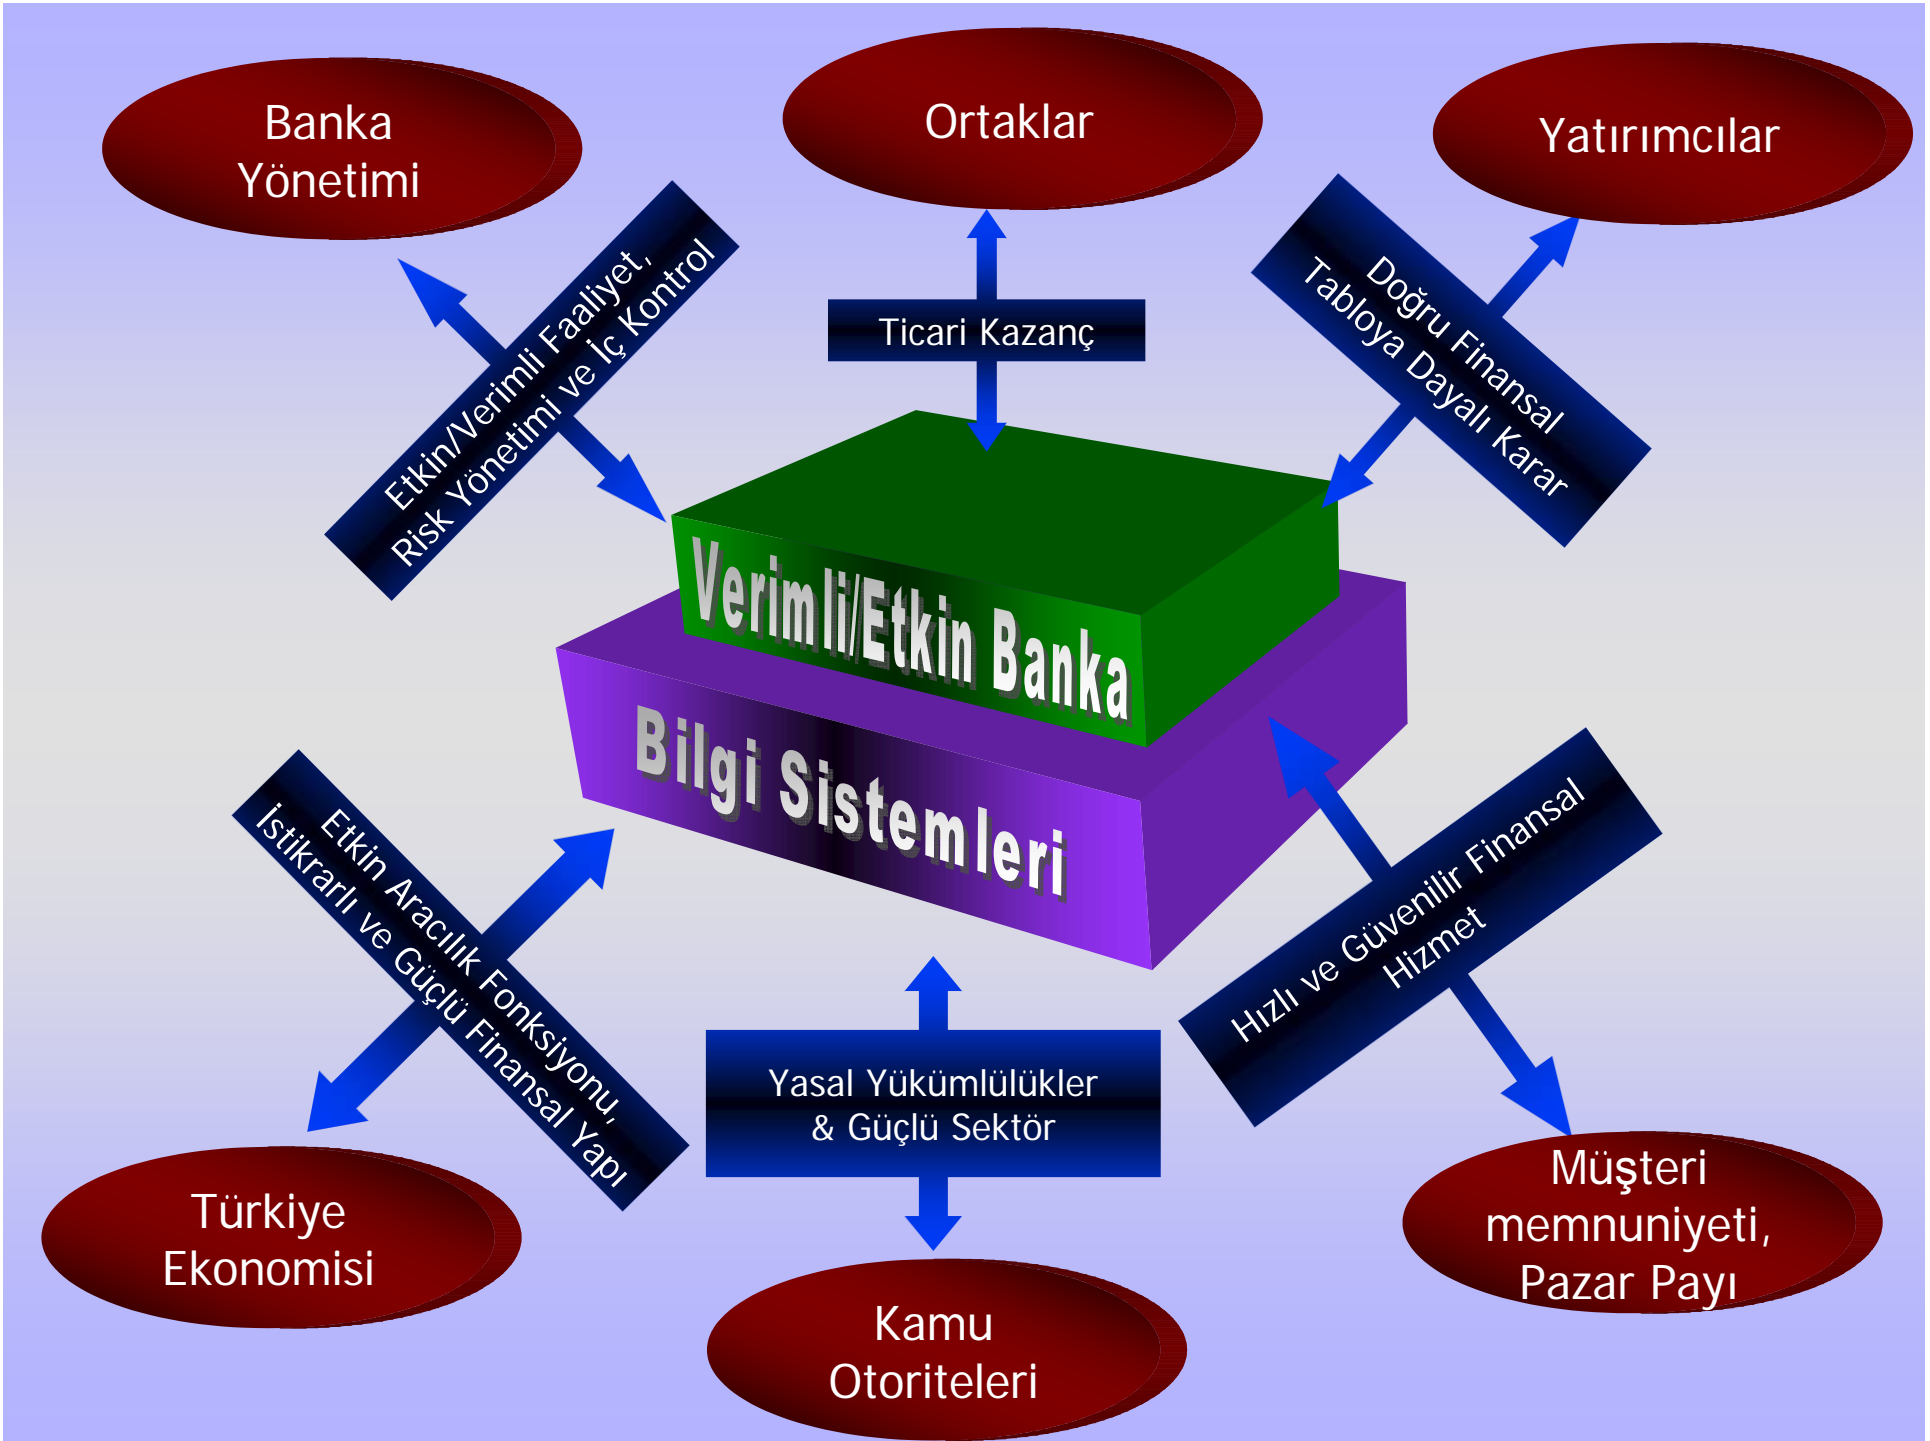 Banka
Yönetimi
Ortaklar
Yatırımcılar
Etkin/Verimli Faaliyet,
Risk Yönetimi ve İç Kontrol
Ticari Kazanç
Doğru Finansal
Tabloya Dayalı Karar
Verimli/Etkin Banka
Bilgi Sistemleri
Etkin Aracılık Fonksiyonu,
İstikrarlı ve Güçlü Finansal Yapı
Yasal Yükümlülükler
& Güçlü Sektör
Hızlı ve Güvenilir Finansal
Hizmet
Türkiye
Ekonomisi
Kamu
Otoriteleri
Müşteri
memnuniyeti,
Pazar Payı